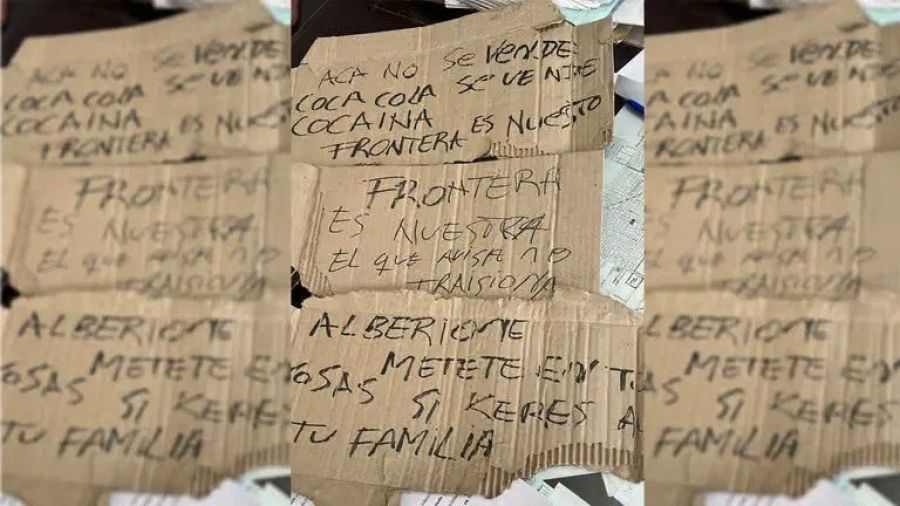 ACA NO Se VENDE
COCA COLA SE VENDE
COCAINA
FRONTERA ES NUESTO
FRONTERA
ES NUESTRA
EL QUE AVISA NO
TRAISIONA
ALBERIONE
METETE EN
OSAS SI KERES A
TU FAMILIA